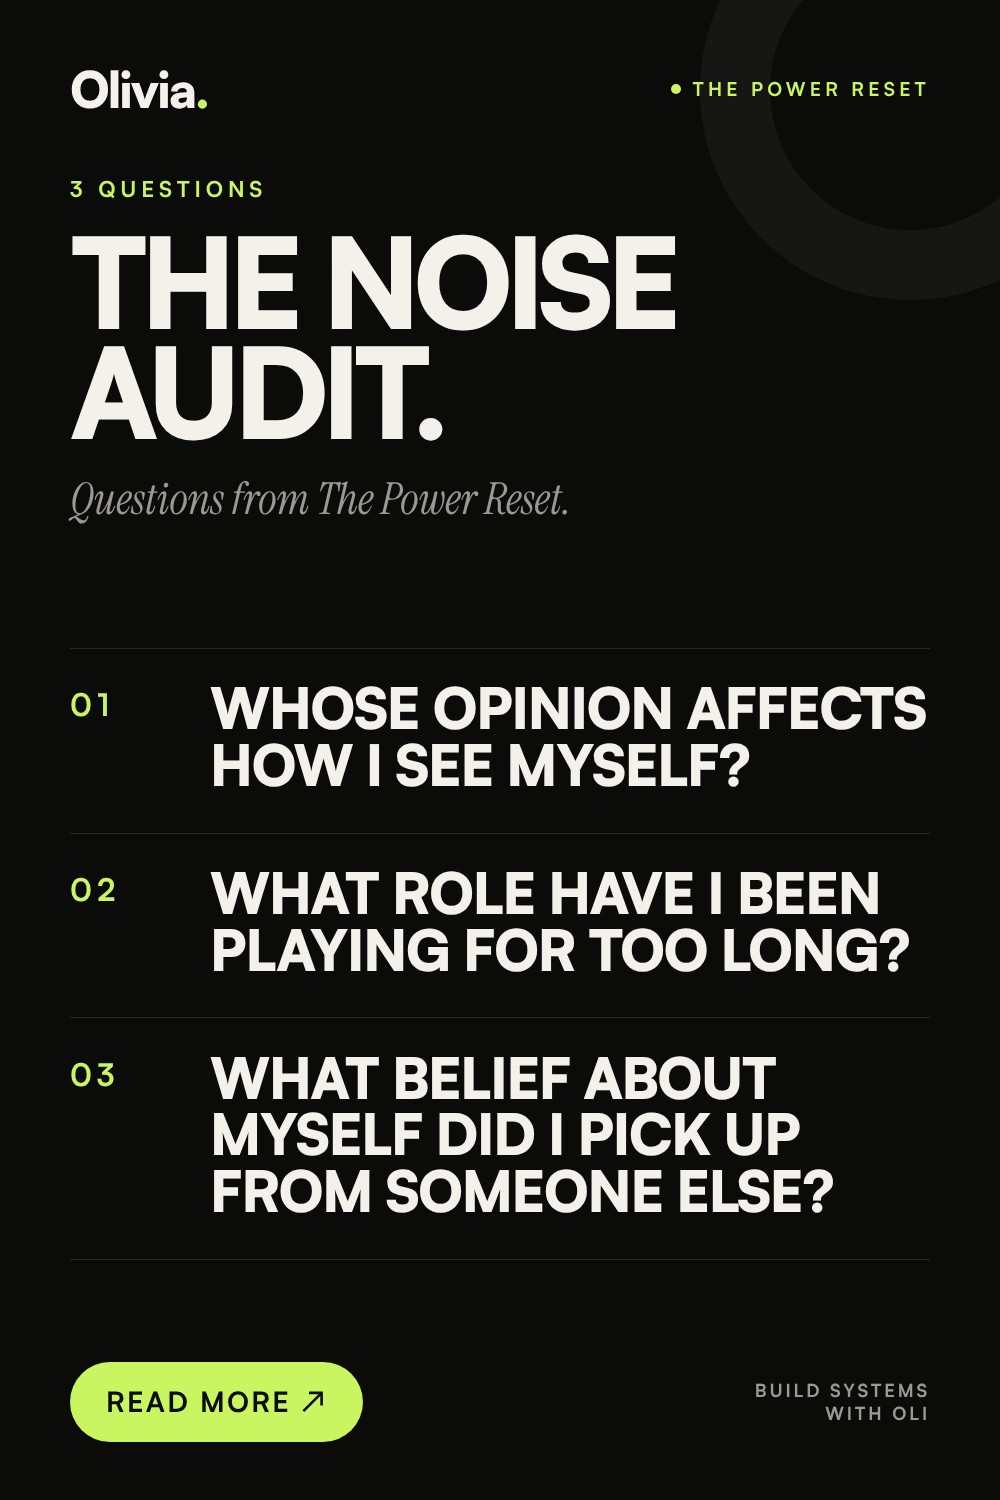 Olivia.
THE POWER RESET
3 QUESTIONS
THE NOISE
AUDIT.
Questions from The Power Reset.
01
WHOSE OPINION AFFECTS
HOW I SEE MYSELF?
02
WHAT ROLE HAVE I BEEN
PLAYING FOR TOO LONG?
03
WHAT BELIEF ABOUT
MYSELF DID I PICK UP
FROM SOMEONE ELSE?
READ MORE ↗
BUILD SYSTEMS
WITH OLI